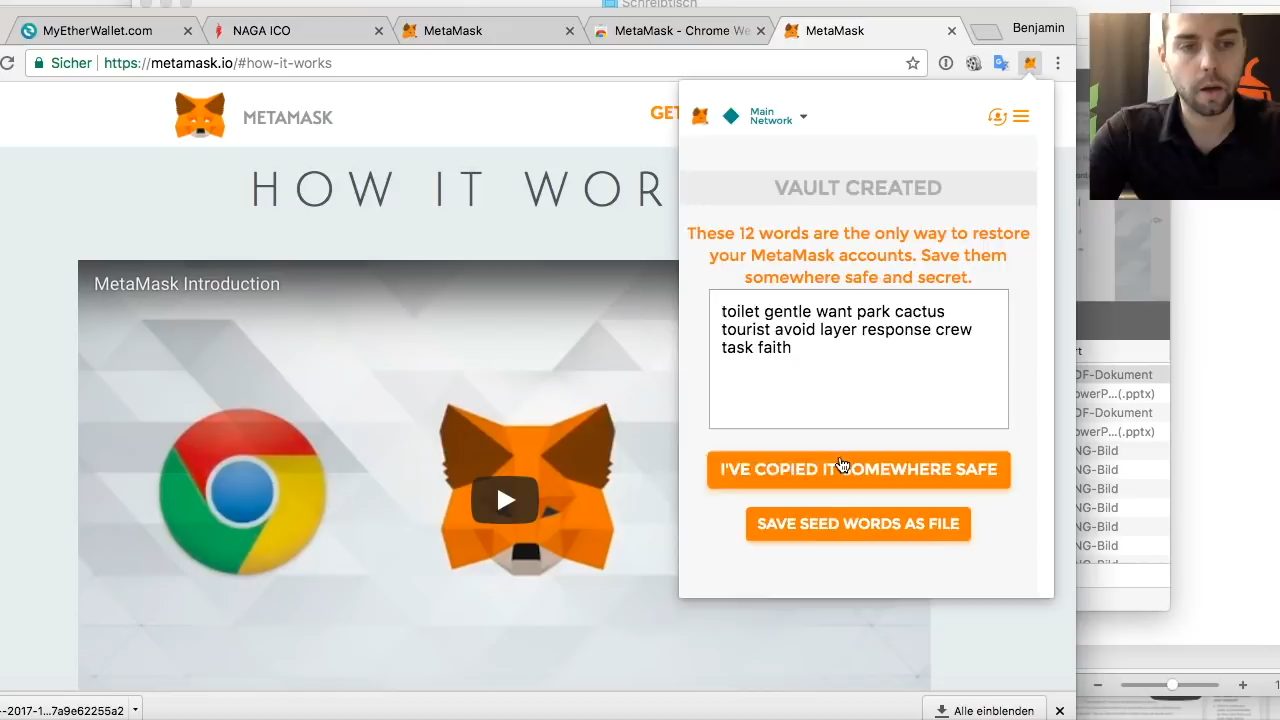 Schreibtisch
MyEtherWallet.com
NAGA ICO
MetaMask
MetaMask - Chrome We
MetaMask
Benjamin
Sicher
https://metamask.io/#how-it-works
METAMASK
GET
Main
Network
HOW IT WOR
VAULT CREATED
These 12 words are the only way to restore
your MetaMask accounts. Save them
somewhere safe and secret.
toilet gentle want park cactus
tourist avoid layer response crew
task faith
I'VE COPIED IT SOMEWHERE SAFE
SAVE SEED WORDS AS FILE
MetaMask Introduction
DF-Dokument
owerP...(.pptx)
DF-Dokument
owerP...(.pptx)
NG-Bild
NG-Bild
NG-Bild
NG-Bild
NG-Bild
NG-Bild
--2017-1...7a9e62255a2
Alle einblenden